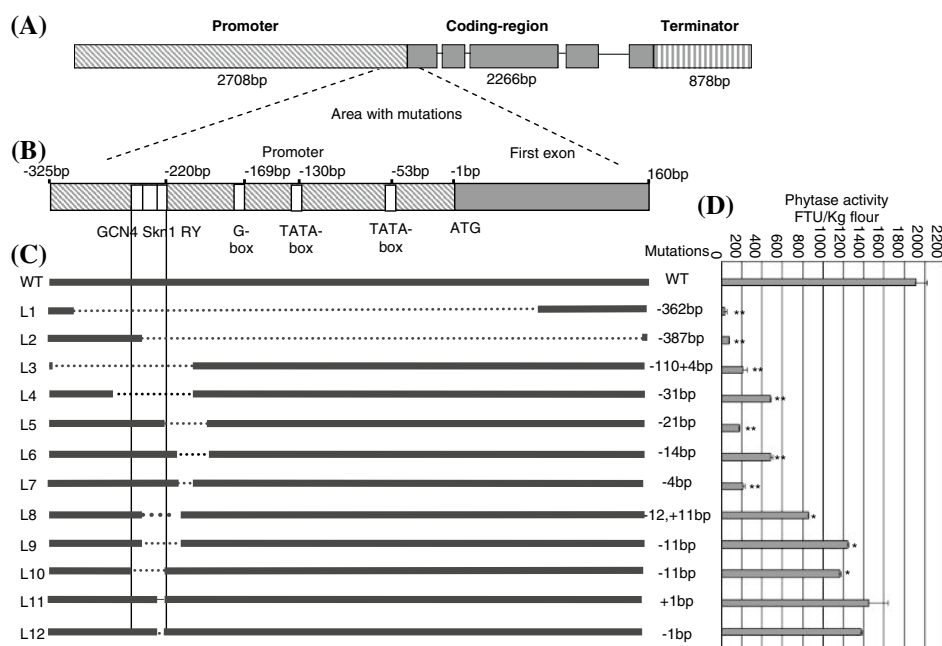 (A)
Promoter
Coding-region
Terminator
2708bp
2266bp
878bp
Area with mutations
(B)
-325bp
-220bp
-169bp
Promoter
-130bp
-53bp
-1bp
First exon
160bp
GCN4 Skn1 RY
G-
box
TATA-
box
TATA-
box
ATG
(D)
Phytase activity
FTU/Kg flour
0
200
400
600
800
1000
1200
1400
1600
1800
2000
2200
(C)
Mutations
WT
WT
L1
-362bp
**
L2
-387bp
**
L3
-110+4bp
**
L4
-31bp
**
L5
-21bp
**
L6
-14bp
**
L7
-4bp
**
L8
-12,+11bp
*
L9
-11bp
*
L10
-11bp
*
L11
+1bp
L12
-1bp